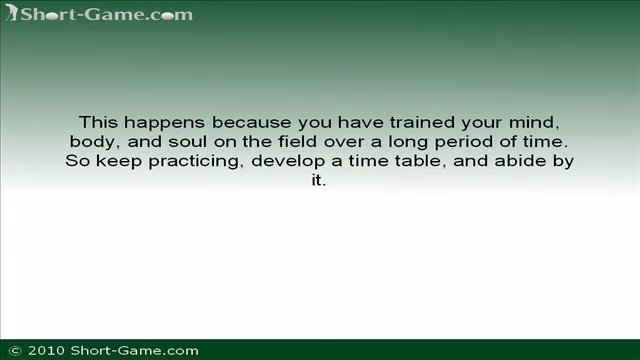 Short-Game.com
This happens because you have trained your mind,
body, and soul on the field over a long period of time.
So keep practicing, develop a time table, and abide by
it.
© 2010 Short-Game.com